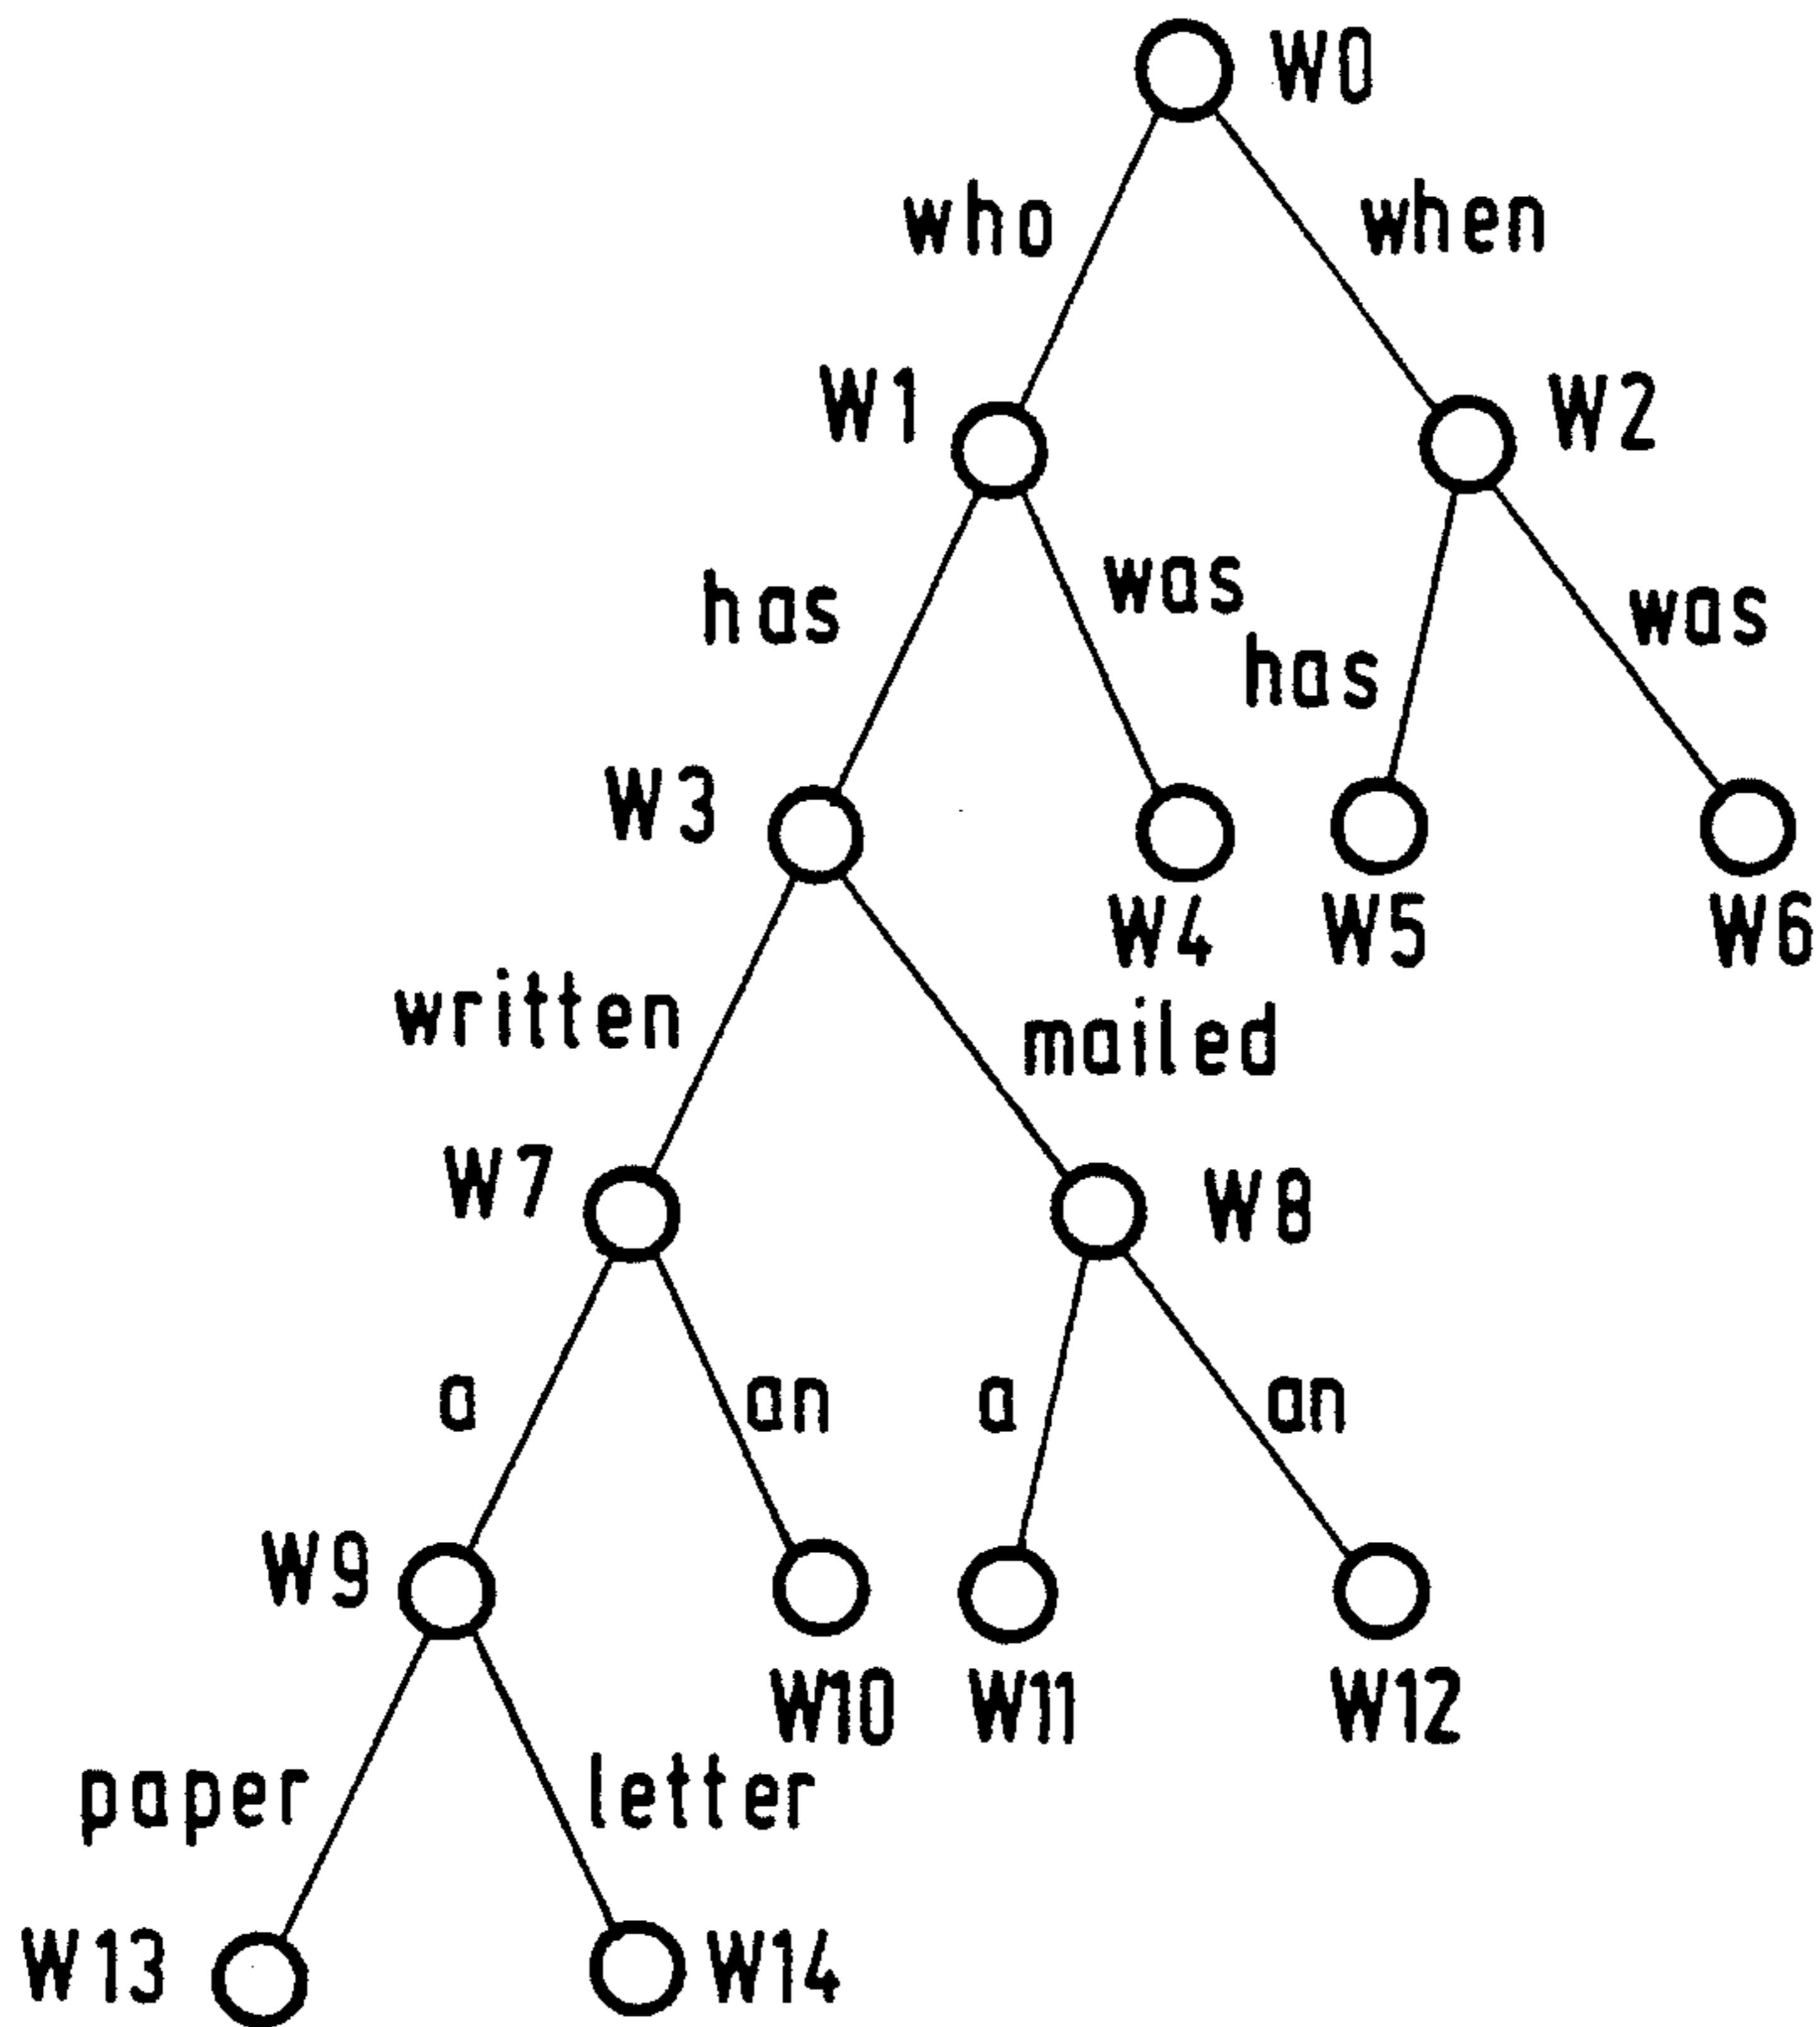 W0
who when
W1 W2
has was has was
W3
W4 W5 W6
written mailed
W7 W8
a an a an
W9
W10 W11 W12
paper letter
W13 W14